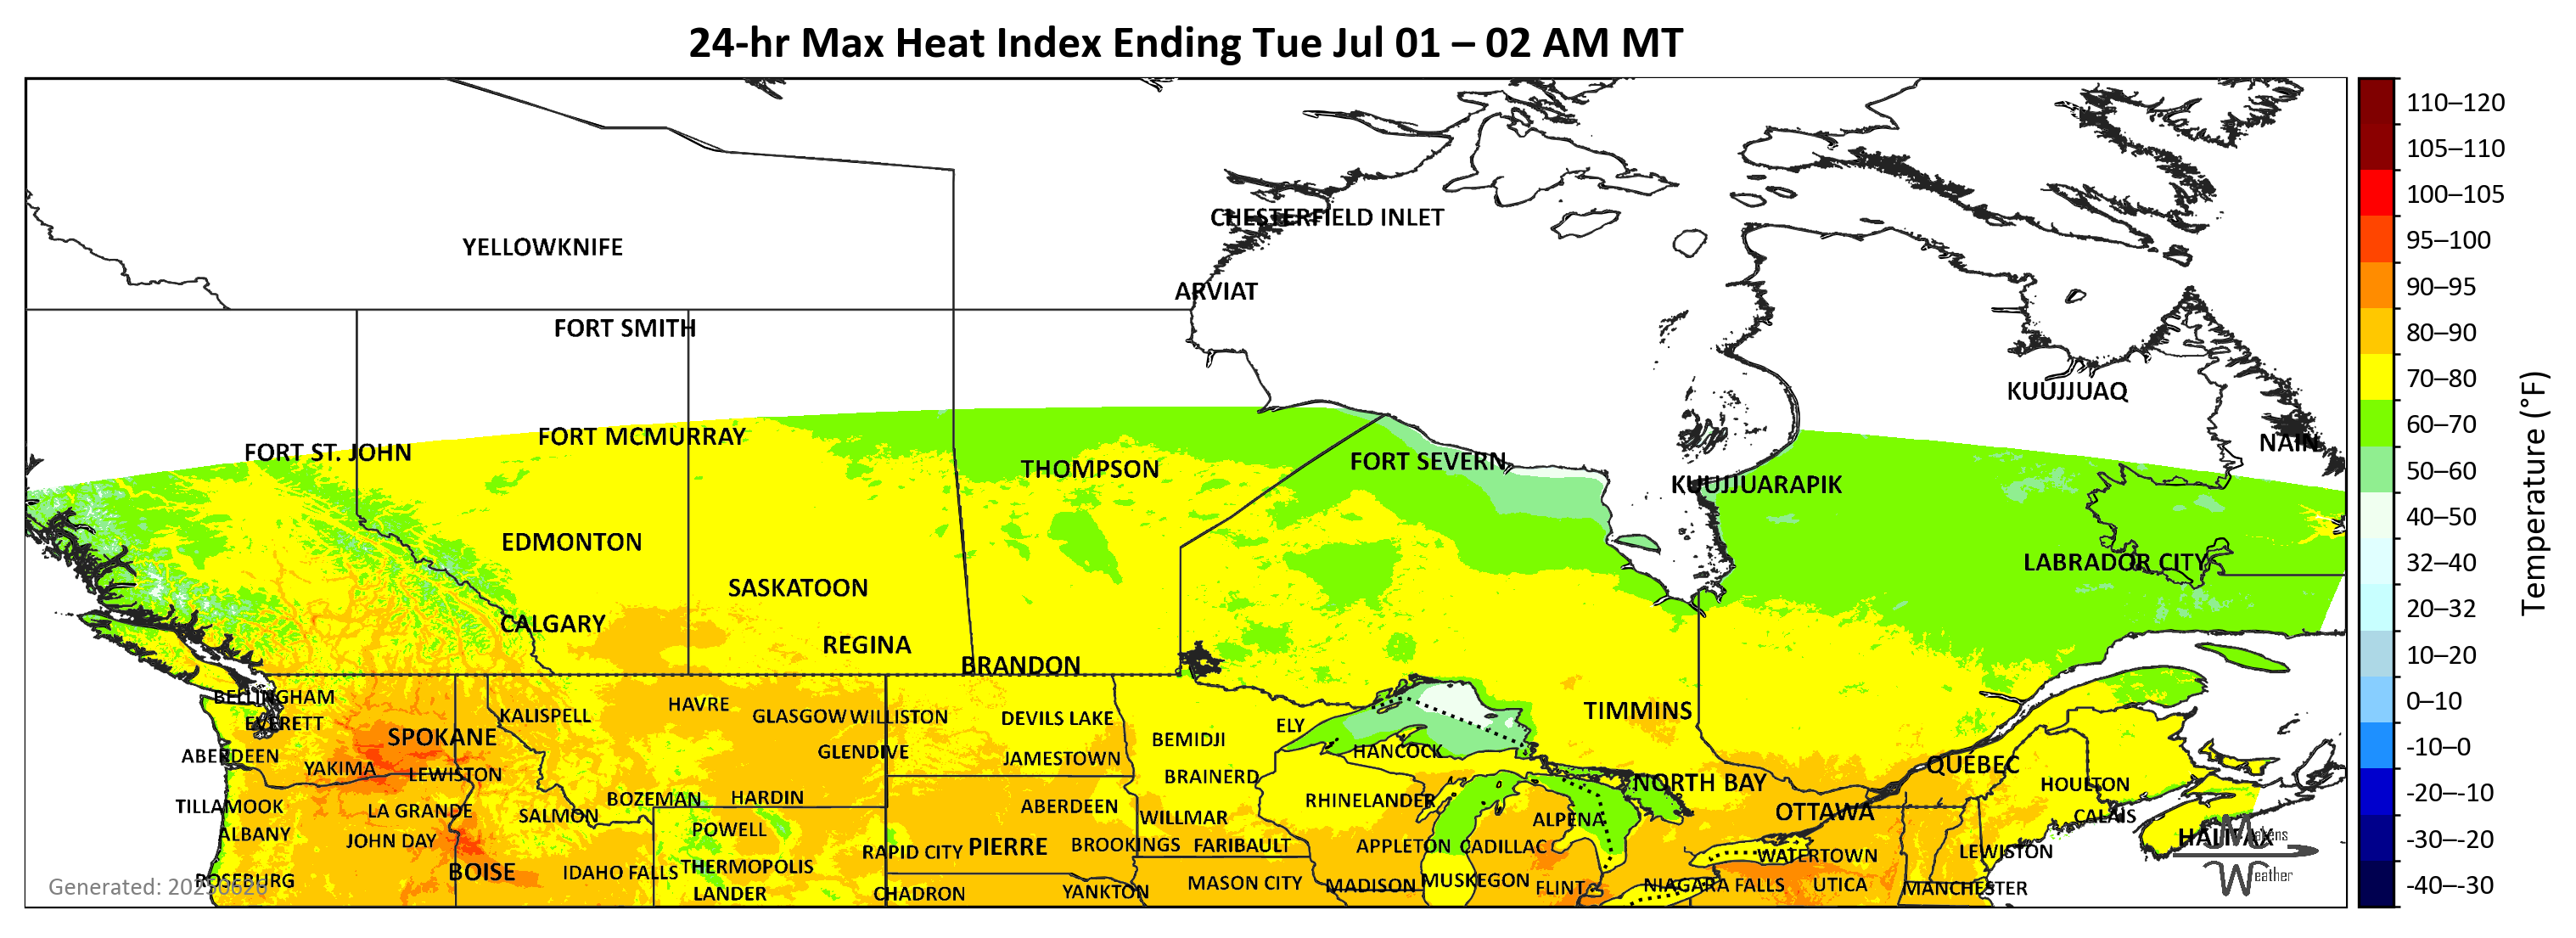 24-hr Max Heat Index Ending Tue Jul 01 – 02 AM MT
110–120
105–110
100–105
95–100
90–95
80–90
70–80
60–70
50–60
40–50
32–40
20–32
10–20
0–10
-10–0
-20–-10
-30–-20
-40–-30
Temperature (°F)
CHESTERFIELD INLET
YELLOWKNIFE
ARVIAT
FORT SMITH
KUUJJUAQ
FORT MCMURRAY
NAIN
FORT ST. JOHN
FORT SEVERN
THOMPSON
KUUJJUARAPIK
EDMONTON
LABRADOR CITY
SASKATOON
CALGARY
REGINA
BRANDON
BELLINGHAM
HAVRE
TIMMINS
KALISPELL
GLASGOW
WILLISTON
DEVILS LAKE
EVERETT
ELY
SPOKANE
BEMIDJI
HANCOCK
GLENDIVE
ABERDEEN
JAMESTOWN
QUÉBEC
YAKIMA
LEWISTON
BRAINERD
NORTH BAY
HOULTON
BOZEMAN
HARDIN
RHINELANDER
TILLAMOOK
ABERDEEN
LA GRANDE
OTTAWA
SALMON
WILLMAR
CALAIS
ALPENA
POWELL
ALBANY
HALIFAX
JOHN DAY
PIERRE
BROOKINGS
FARIBAULT
APPLETON
CADILLAC
RAPID CITY
LEWISTON
WATERTOWN
THERMOPOLIS
BOISE
IDAHO FALLS
ROSEBURG
MUSKEGON
MASON CITY
MADISON
NIAGARA FALLS
UTICA
FLINT
MANCHESTER
YANKTON
LANDER
CHADRON
Makens
Weather